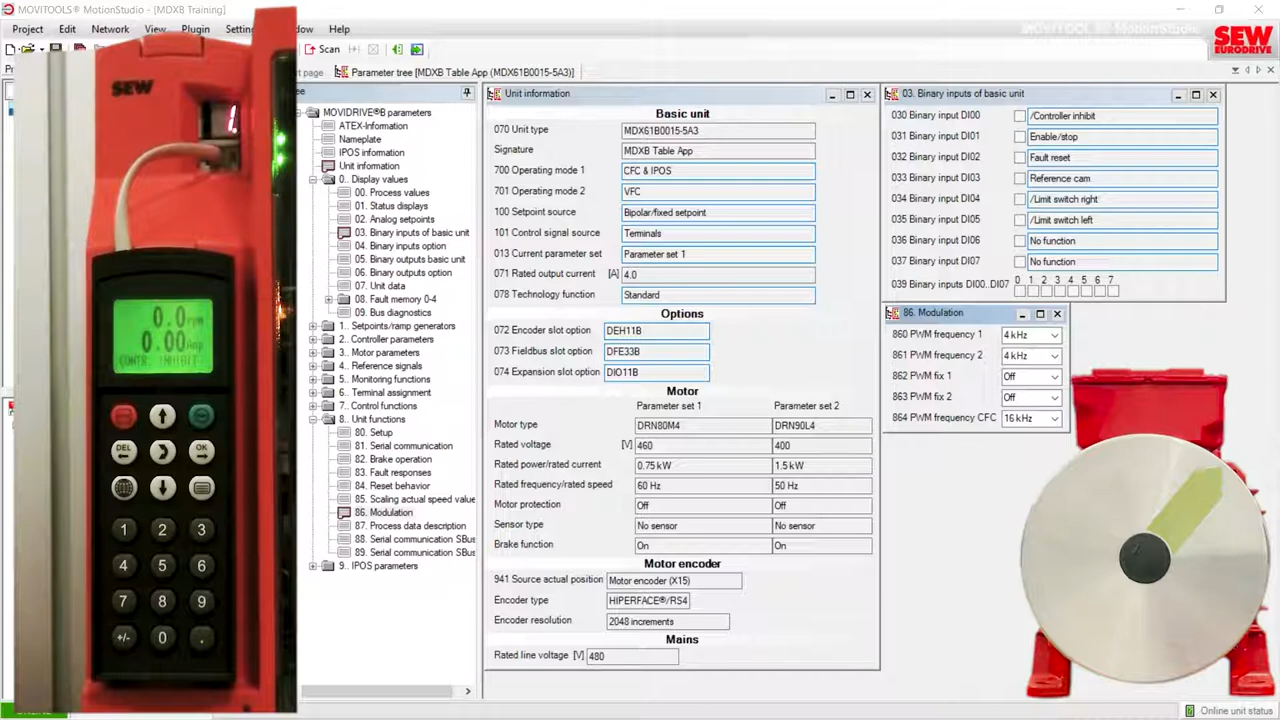 MOVITOOLS® MotionStudio - [MDXB Training]
Project Edit Network View Plugin Help
Scan
SEW
EURODRIVE
page
Parameter tree [MDXB Table App (MDX61B0015-5A3)]
SEW
1.
0.0 rpm
0.00 Amp
CONTR. INHIBIT
DEL
OK
1 2 3
4 5 6
7 8 9
+/- 0 .
MOVIDRIVE®B parameters
ATEX-Information
Nameplate
IPOS information
Unit information
0.. Display values
00. Process values
01. Status displays
02. Analog setpoints
03. Binary inputs of basic unit
04. Binary inputs option
05. Binary outputs basic unit
06. Binary outputs option
07. Unit data
08. Fault memory 0-4
09. Bus diagnostics
1.. Setpoints/ramp generators
2.. Controller parameters
3.. Motor parameters
4.. Reference signals
5.. Monitoring functions
6.. Terminal assignment
7.. Control functions
8.. Unit functions
80. Setup
81. Serial communication
82. Brake operation
83. Fault responses
84. Reset behavior
85. Scaling actual speed value
86. Modulation
87. Process data description
88. Serial communication SBus
89. Serial communication SBus
9.. IPOS parameters
Unit information
Basic unit
070 Unit type MDX61B0015-5A3
Signature MDXB Table App
700 Operating mode 1 CFC & IPOS
701 Operating mode 2 VFC
100 Setpoint source Bipolar/fixed setpoint
101 Control signal source Terminals
013 Current parameter set Parameter set 1
071 Rated output current [A] 4.0
078 Technology function Standard
Options
072 Encoder slot option DEH11B
073 Fieldbus slot option DFE33B
074 Expansion slot option DIO11B
Motor
Parameter set 1 Parameter set 2
Motor type DRN80M4 DRN90L4
Rated voltage [V] 460 400
Rated power/rated current 0.75 kW 1.5 kW
Rated frequency/rated speed 60 Hz 50 Hz
Motor protection Off Off
Sensor type No sensor No sensor
Brake function On On
Motor encoder
941 Source actual position Motor encoder (X15)
Encoder type HIPERFACE®/RS4
Encoder resolution 2048 increments
Mains
Rated line voltage [V] 480
03. Binary inputs of basic unit
030 Binary input DI00 /Controller inhibit
031 Binary input DI01 Enable/stop
032 Binary input DI02 Fault reset
033 Binary input DI03 Reference cam
034 Binary input DI04 /Limit switch right
035 Binary input DI05 /Limit switch left
036 Binary input DI06 No function
037 Binary input DI07 No function
039 Binary inputs DI00..DI07 0 1 2 3 4 5 6 7
86. Modulation
860 PWM frequency 1 4 kHz
861 PWM frequency 2 4 kHz
862 PWM fix 1 Off
863 PWM fix 2 Off
864 PWM frequency CFC 16 kHz
Online unit status